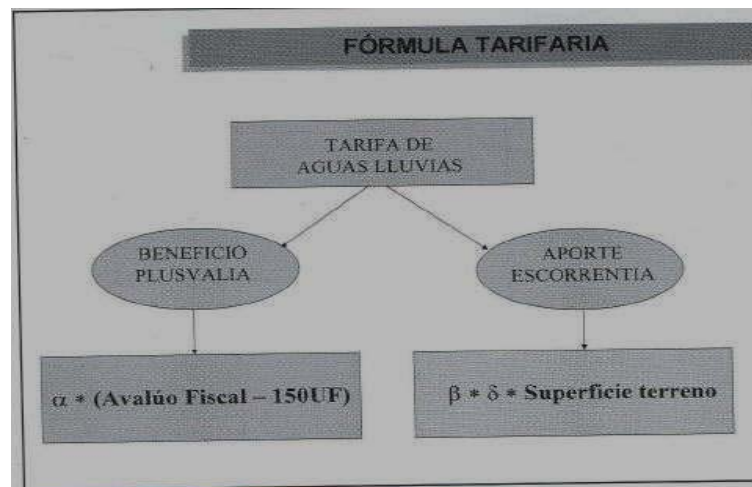 FÓRMULA TARIFARIA
TARIFA DE
AGUAS LLUVIAS
BENEFICIO
PLUSVALIA
APORTE
ESCORRENTIA
α * (Avalúo Fiscal – 150UF)
β * δ * Superficie terreno